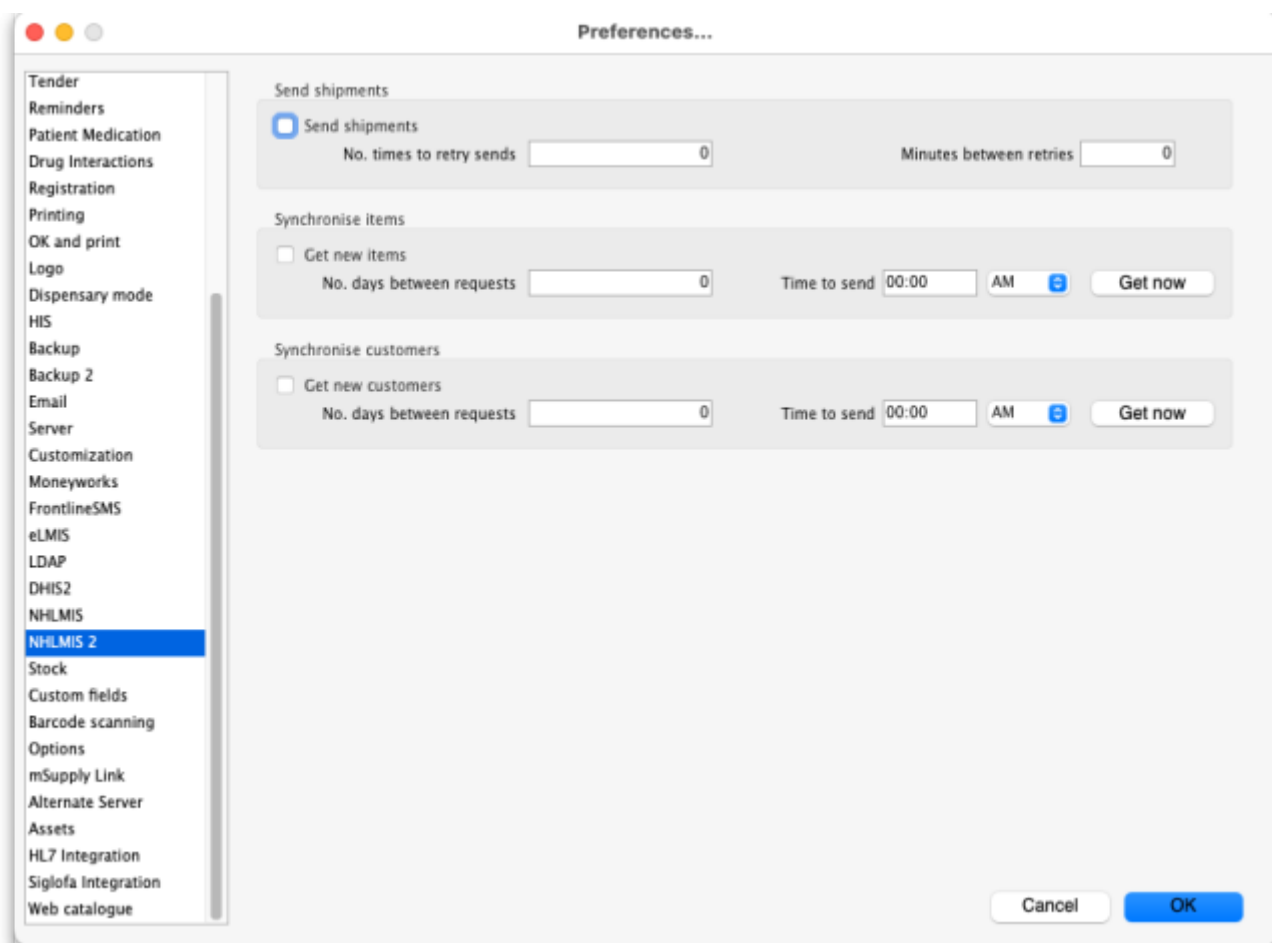 Preferences...
Tender
Reminders
Patient Medication
Drug Interactions
Registration
Printing
OK and print
Logo
Dispensary mode
HIS
Backup
Backup 2
Email
Server
Customization
Moneyworks
FrontlineSMS
eLMIS
LDAP
DHIS2
NHLMIS
NHLMIS 2
Stock
Custom fields
Barcode scanning
Options
mSupply Link
Alternate Server
Assets
HL7 Integration
Siglofa Integration
Web catalogue
Send shipments
Send shipments
No. times to retry sends 0 Minutes between retries 0
Synchronise items
Get new items
No. days between requests 0 Time to send 00:00 AM Get now
Synchronise customers
Get new customers
No. days between requests 0 Time to send 00:00 AM Get now
Cancel OK